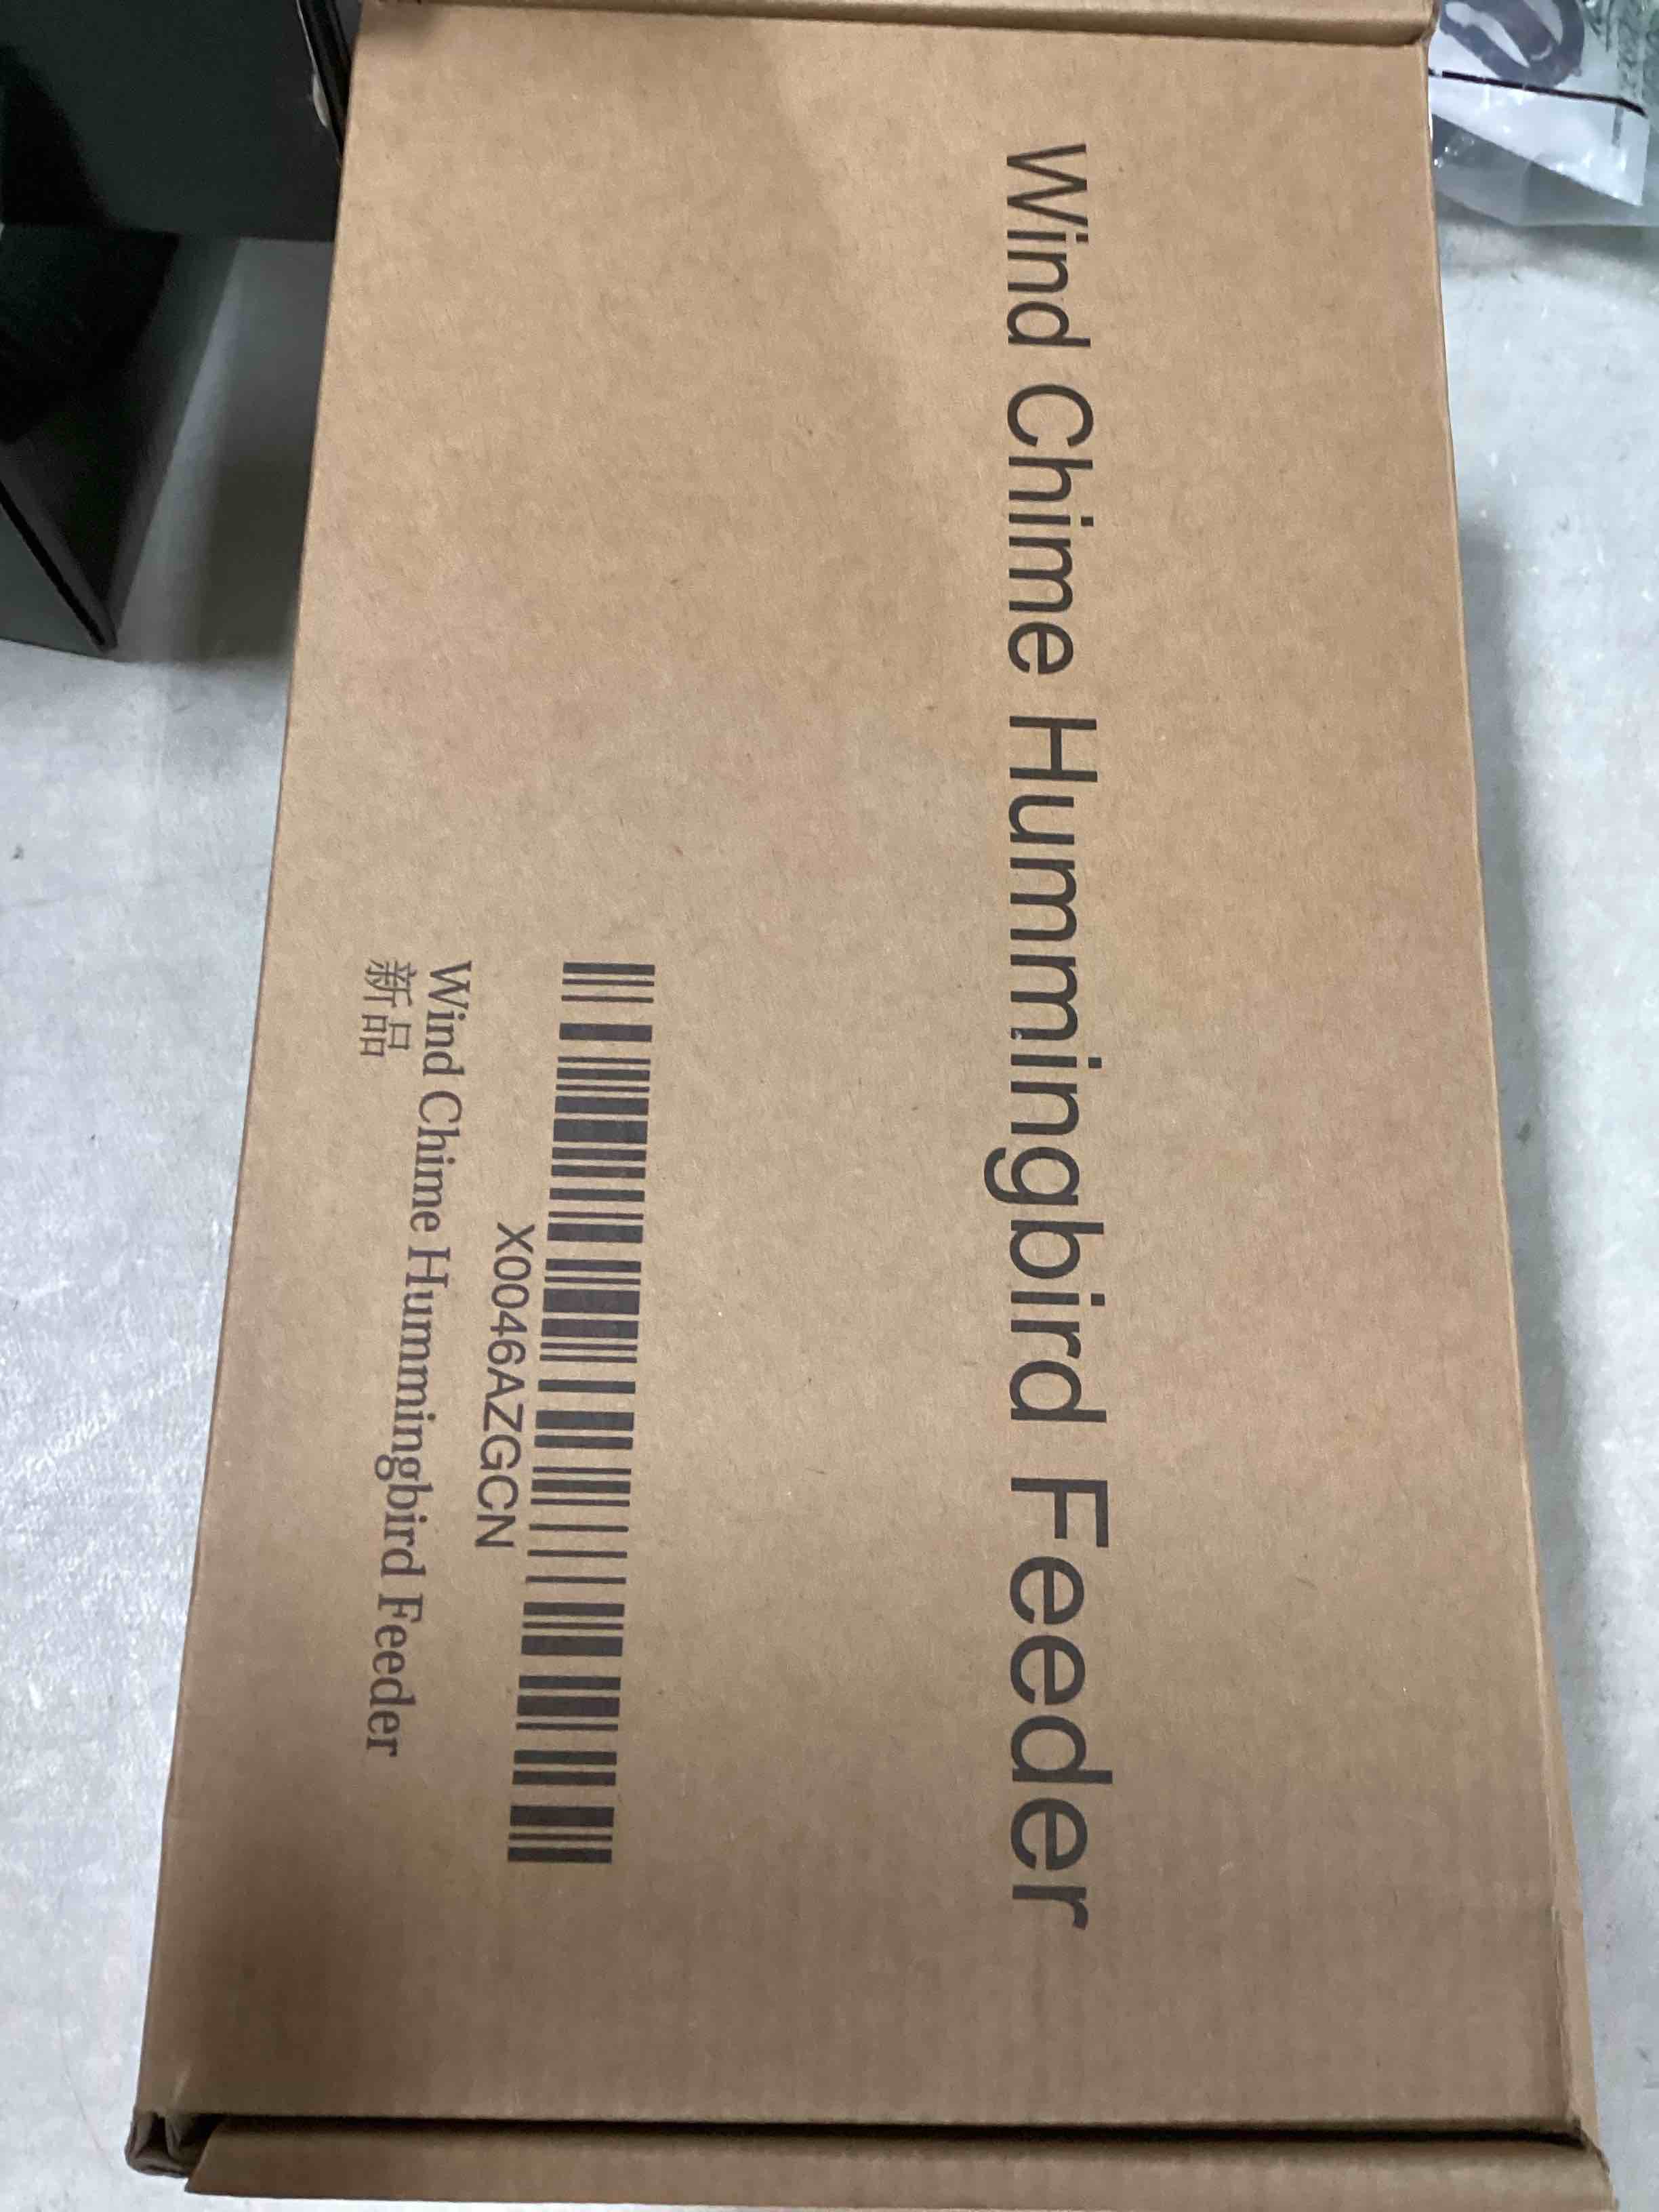 Wind Chime Hummingbird Feeder
X0046AZGCN
Wind Chime Hummingbird Feeder
新品